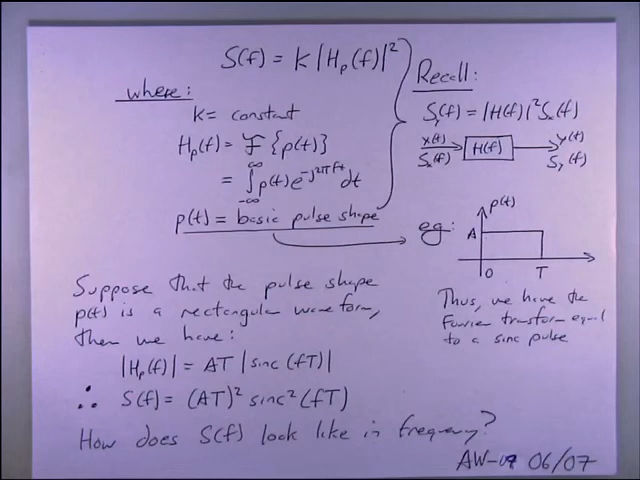 S(f) = K |Hp(f)|²
where:
K = constant
Hp(f) = F {p(t)}
= ∫_{-∞}^{∞} p(t) e^{-j2πft} dt
p(t) = basic pulse shape
Recall:
Sy(f) = |H(f)|² Sx(f)
X(t) H(f) Y(t)
Sx(f) Sy(f)
eg: p(t)
A
0 T
Suppose that the pulse shape
p(t) is a rectangular waveform,
then we have:
|Hp(f)| = AT |sinc(fT)|
∴ S(f) = (AT)² sinc²(fT)
Thus, we have the
Fourier transform equal
to a sinc pulse
How does S(f) look like in frequency?
06/07